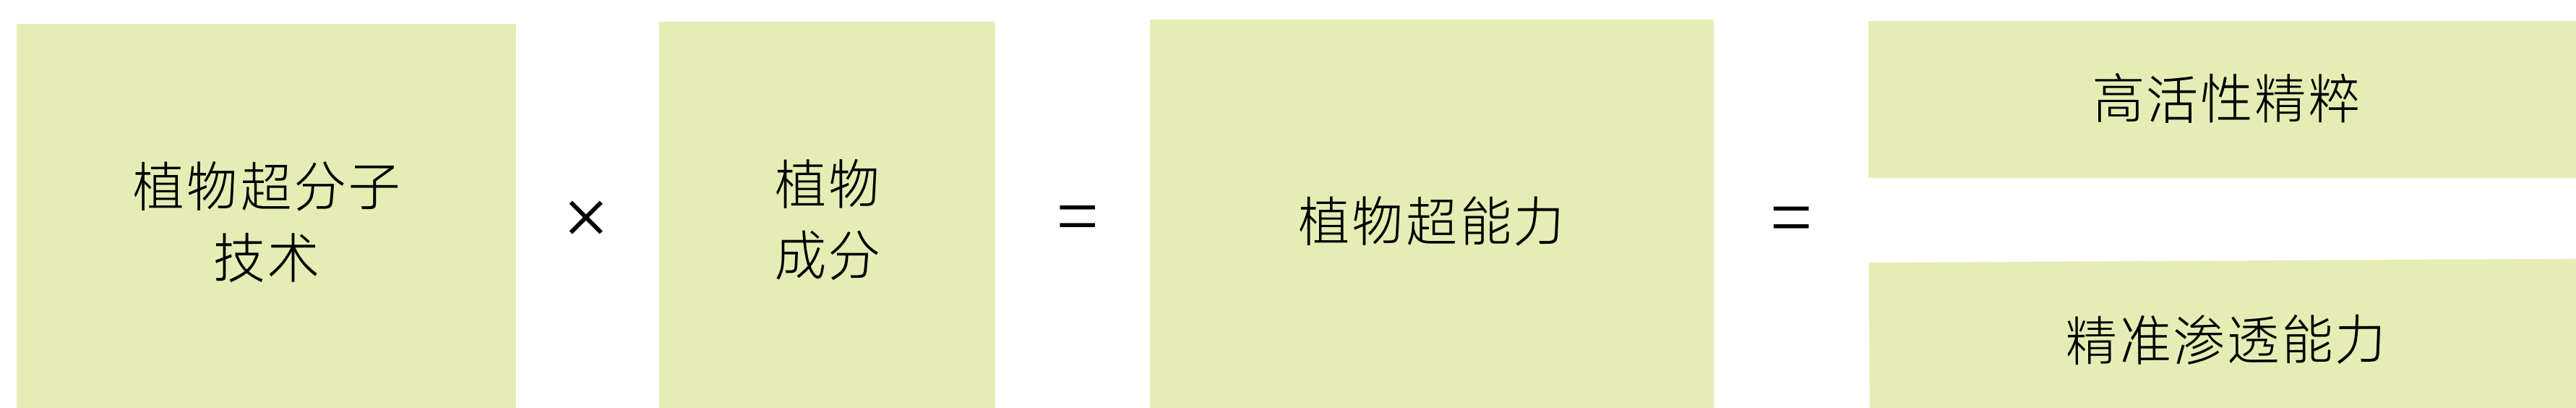 植物超分子
技术
×
植物
成分
=
植物超能力
=
高活性精粹
精准渗透能力